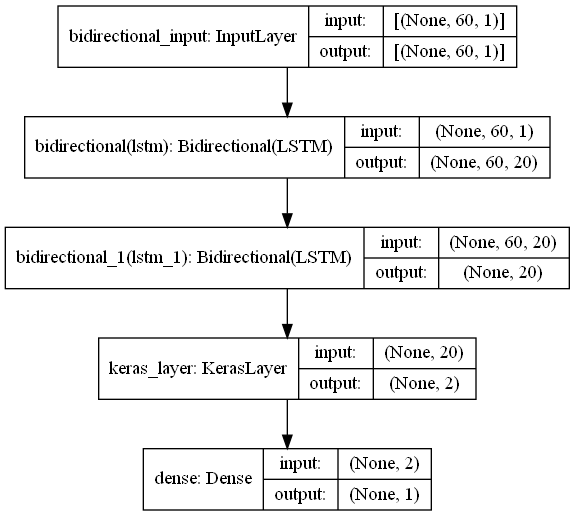 bidirectional_input: InputLayer
input: [(None, 60, 1)]
output: [(None, 60, 1)]
bidirectional(lstm): Bidirectional(LSTM)
input: (None, 60, 1)
output: (None, 60, 20)
bidirectional_1(lstm_1): Bidirectional(LSTM)
input: (None, 60, 20)
output: (None, 20)
keras_layer: KerasLayer
input: (None, 20)
output: (None, 2)
dense: Dense
input: (None, 2)
output: (None, 1)